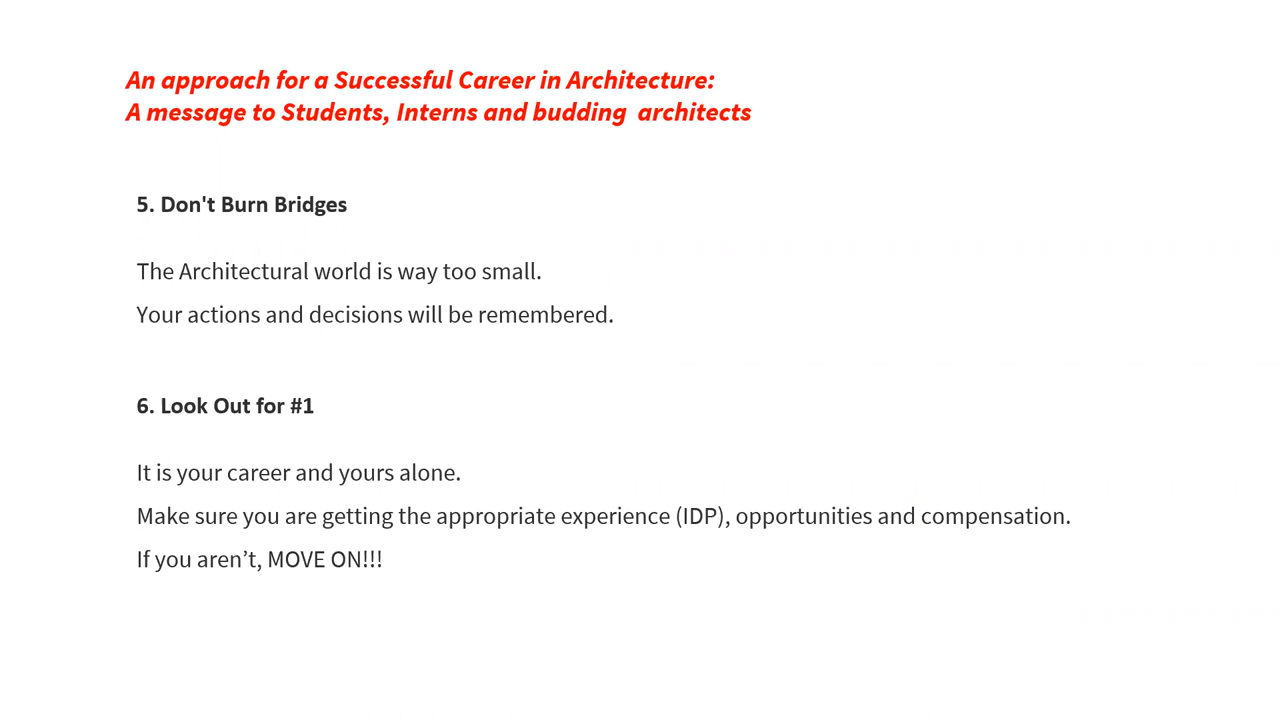 An approach for a Successful Career in Architecture:
A message to Students, Interns and budding  architects
5. Don't Burn Bridges
The Architectural world is way too small.
Your actions and decisions will be remembered.
6. Look Out for #1
It is your career and yours alone.
Make sure you are getting the appropriate experience (IDP), opportunities and compensation.
If you aren’t, MOVE ON!!!